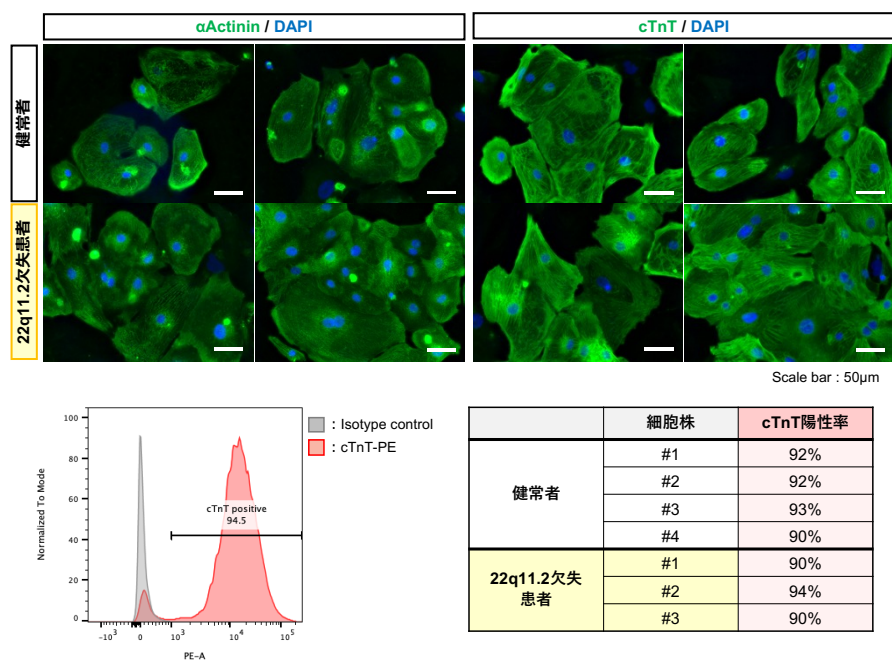 αActinin / DAPI
cTnT / DAPI
健常者
22q11.2欠失患者
Scale bar : 50μm
100
80
60
40
20
0
Normalized To Mode
cTnT positive
94.5
-10³ 0 10³ 10⁴ 10⁵
PE-A
: Isotype control
: cTnT-PE
細胞株 cTnT陽性率
健常者
#1 92%
#2 92%
#3 93%
#4 90%
22q11.2欠失
患者
#1 90%
#2 94%
#3 90%